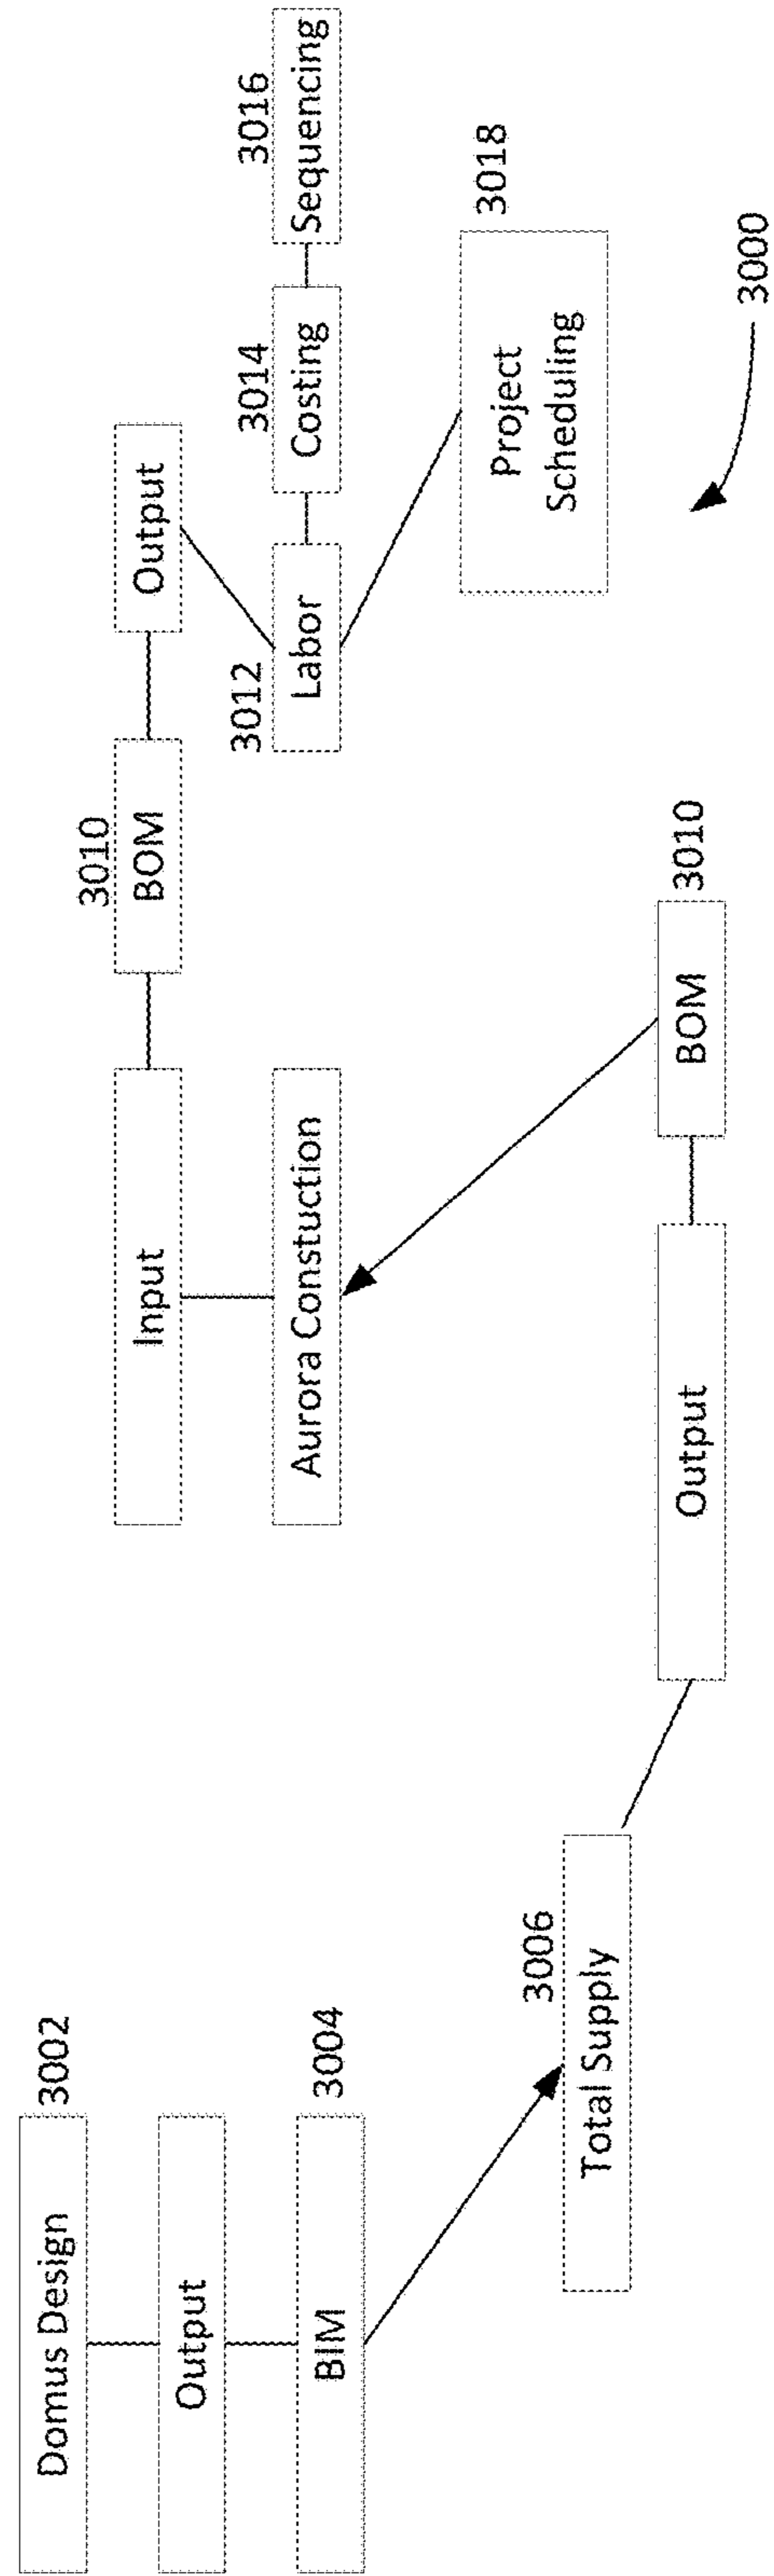 Domus Design
3002
Output
BIM
3004
3006
Total Supply
Output
BOM
3010
Input
Aurora Constuction
3010
BOM
Output
3012
Labor
3014
Costing
3016
Sequencing
Project
Scheduling
3018
3000